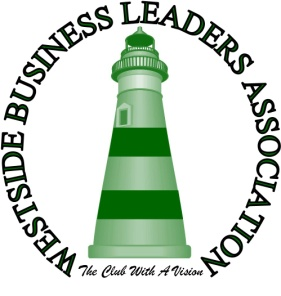 WESTSIDE BUSINESS LEADERS ASSOCIATION
The Club With A Vision